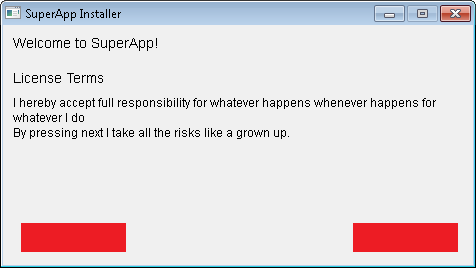 SuperApp Installer
Welcome to SuperApp!
License Terms
I hereby accept full responsibility for whatever happens whenever happens for
whatever I do
By pressing next I take all the risks like a grown up.